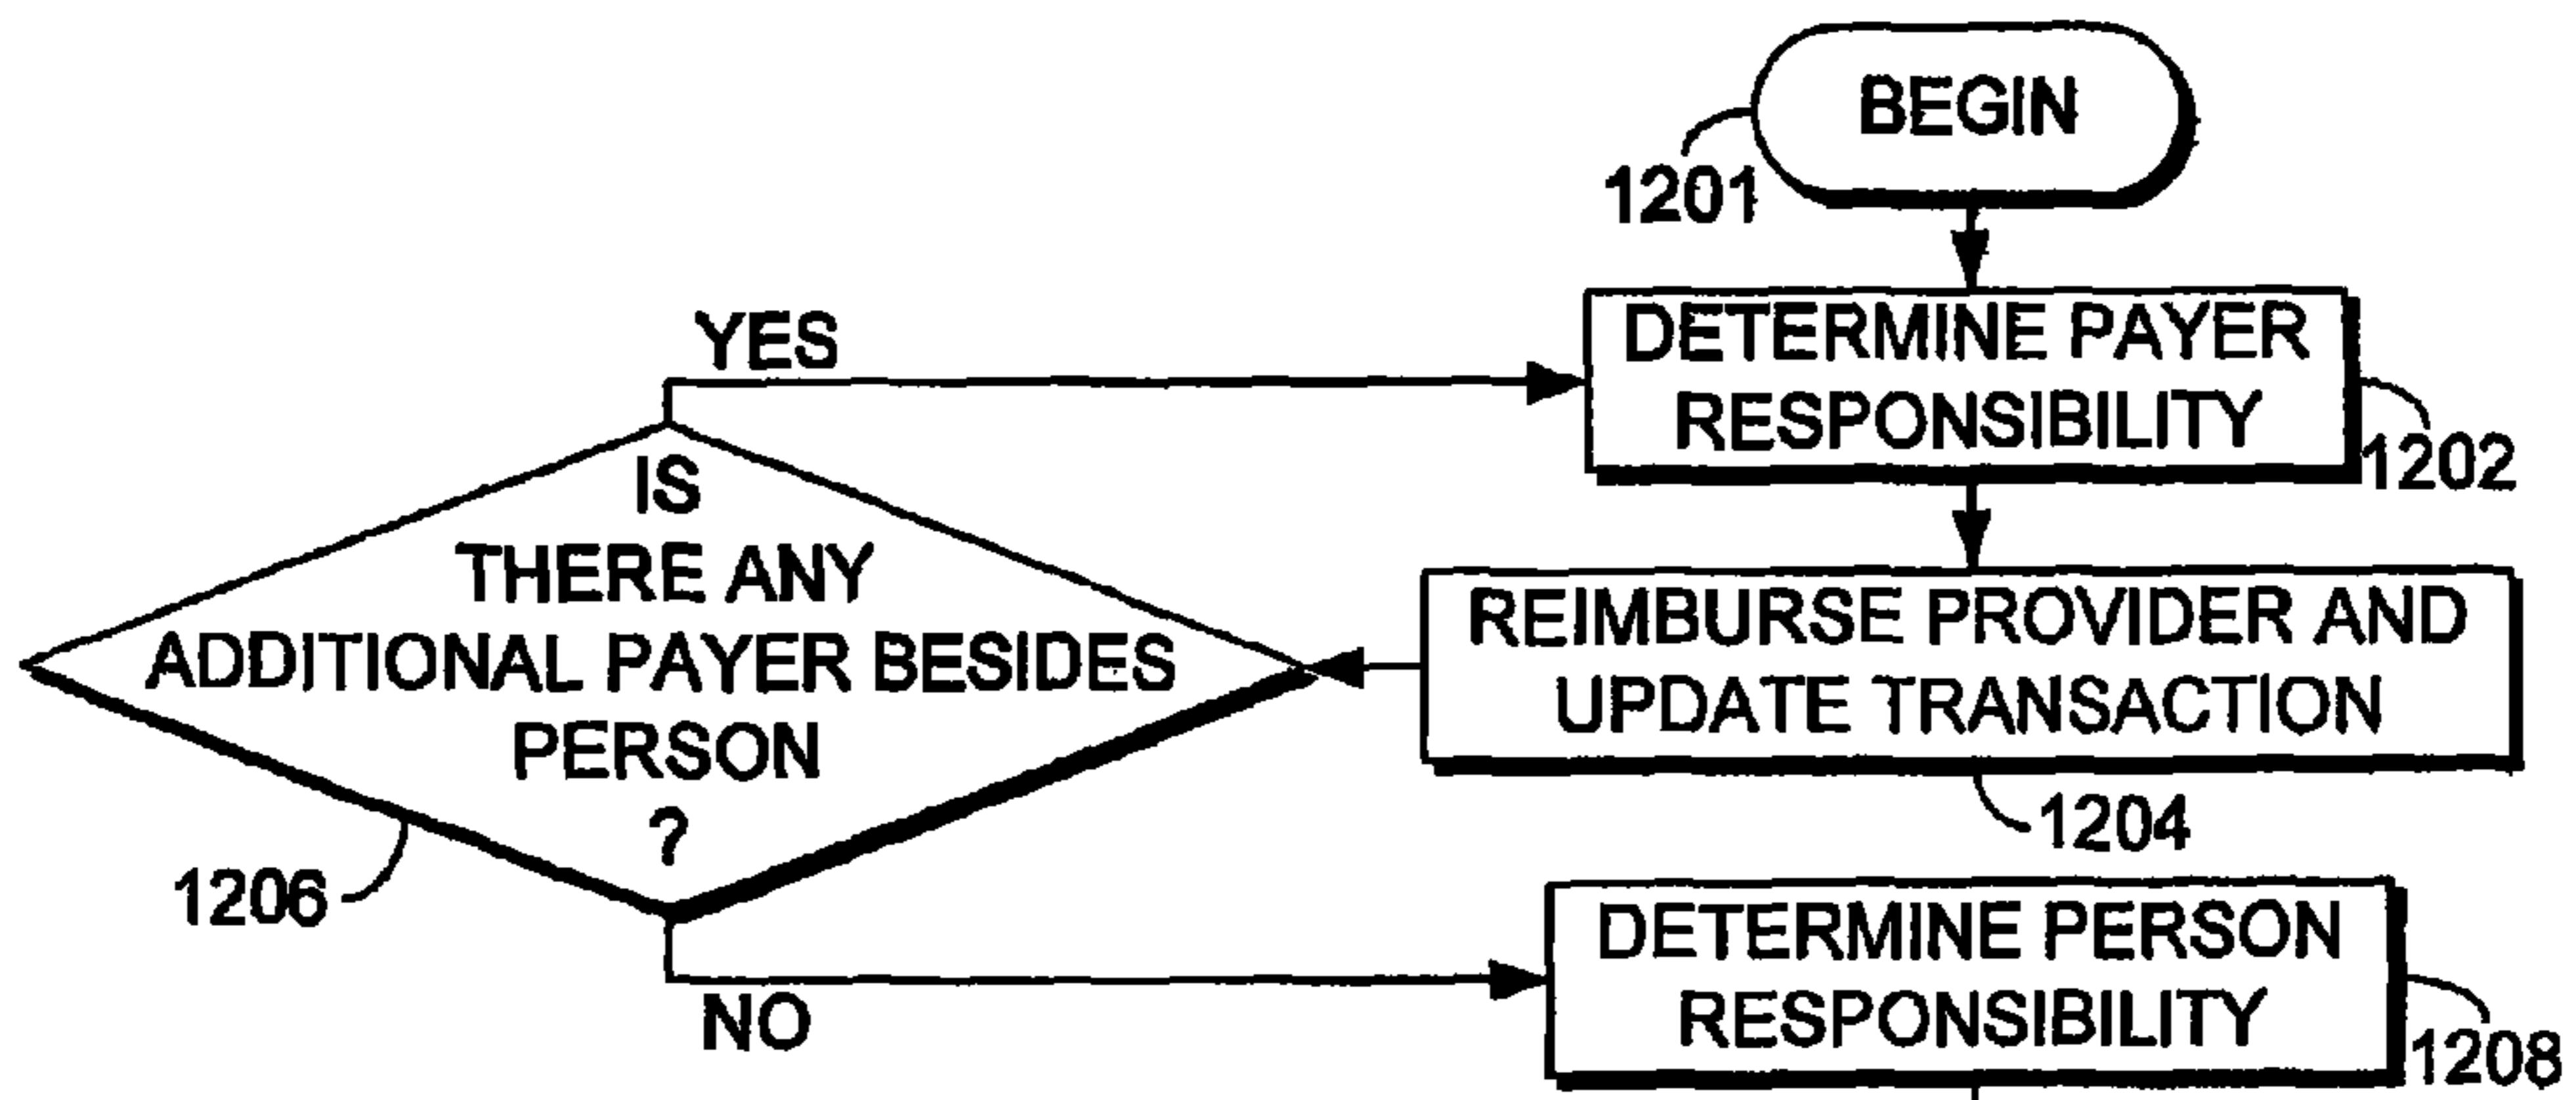 BEGIN
1201
DETERMINE PAYER
RESPONSIBILITY
1202
REIMBURSE PROVIDER AND
UPDATE TRANSACTION
1204
YES
IS
THERE ANY
ADDITIONAL PAYER BESIDES
PERSON
?
1206
NO
DETERMINE PERSON
RESPONSIBILITY
1208